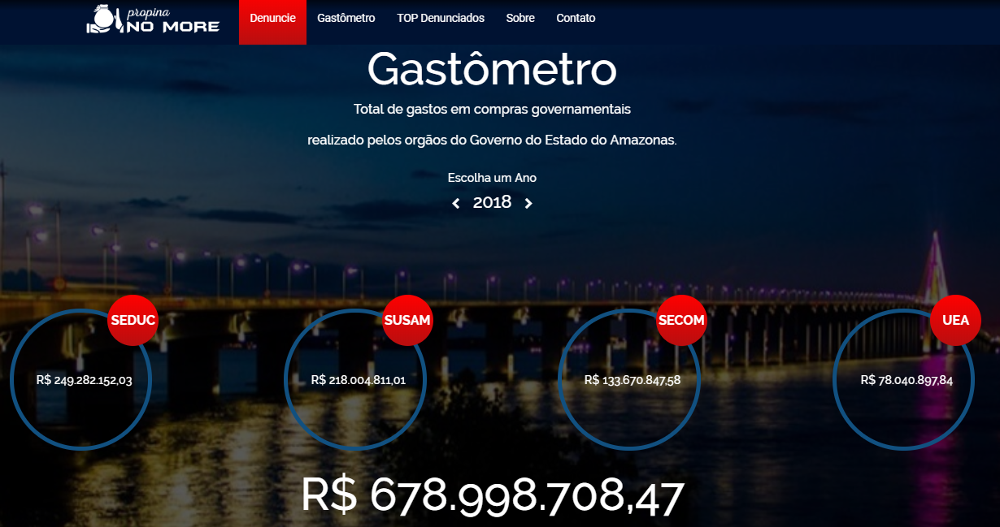 propina
NO MORE
Denuncie
Gastômetro
TOP Denunciados
Sobre
Contato
Gastômetro
Total de gastos em compras governamentais
realizado pelos orgãos do Governo do Estado do Amazonas.
Escolha um Ano
2018
SEDUC
R$ 249.282.152,03
SUSAM
R$ 218.004.811,01
SECOM
R$ 133.670.847,58
UEA
R$ 78.040.897,84
R$ 678.998.708,47